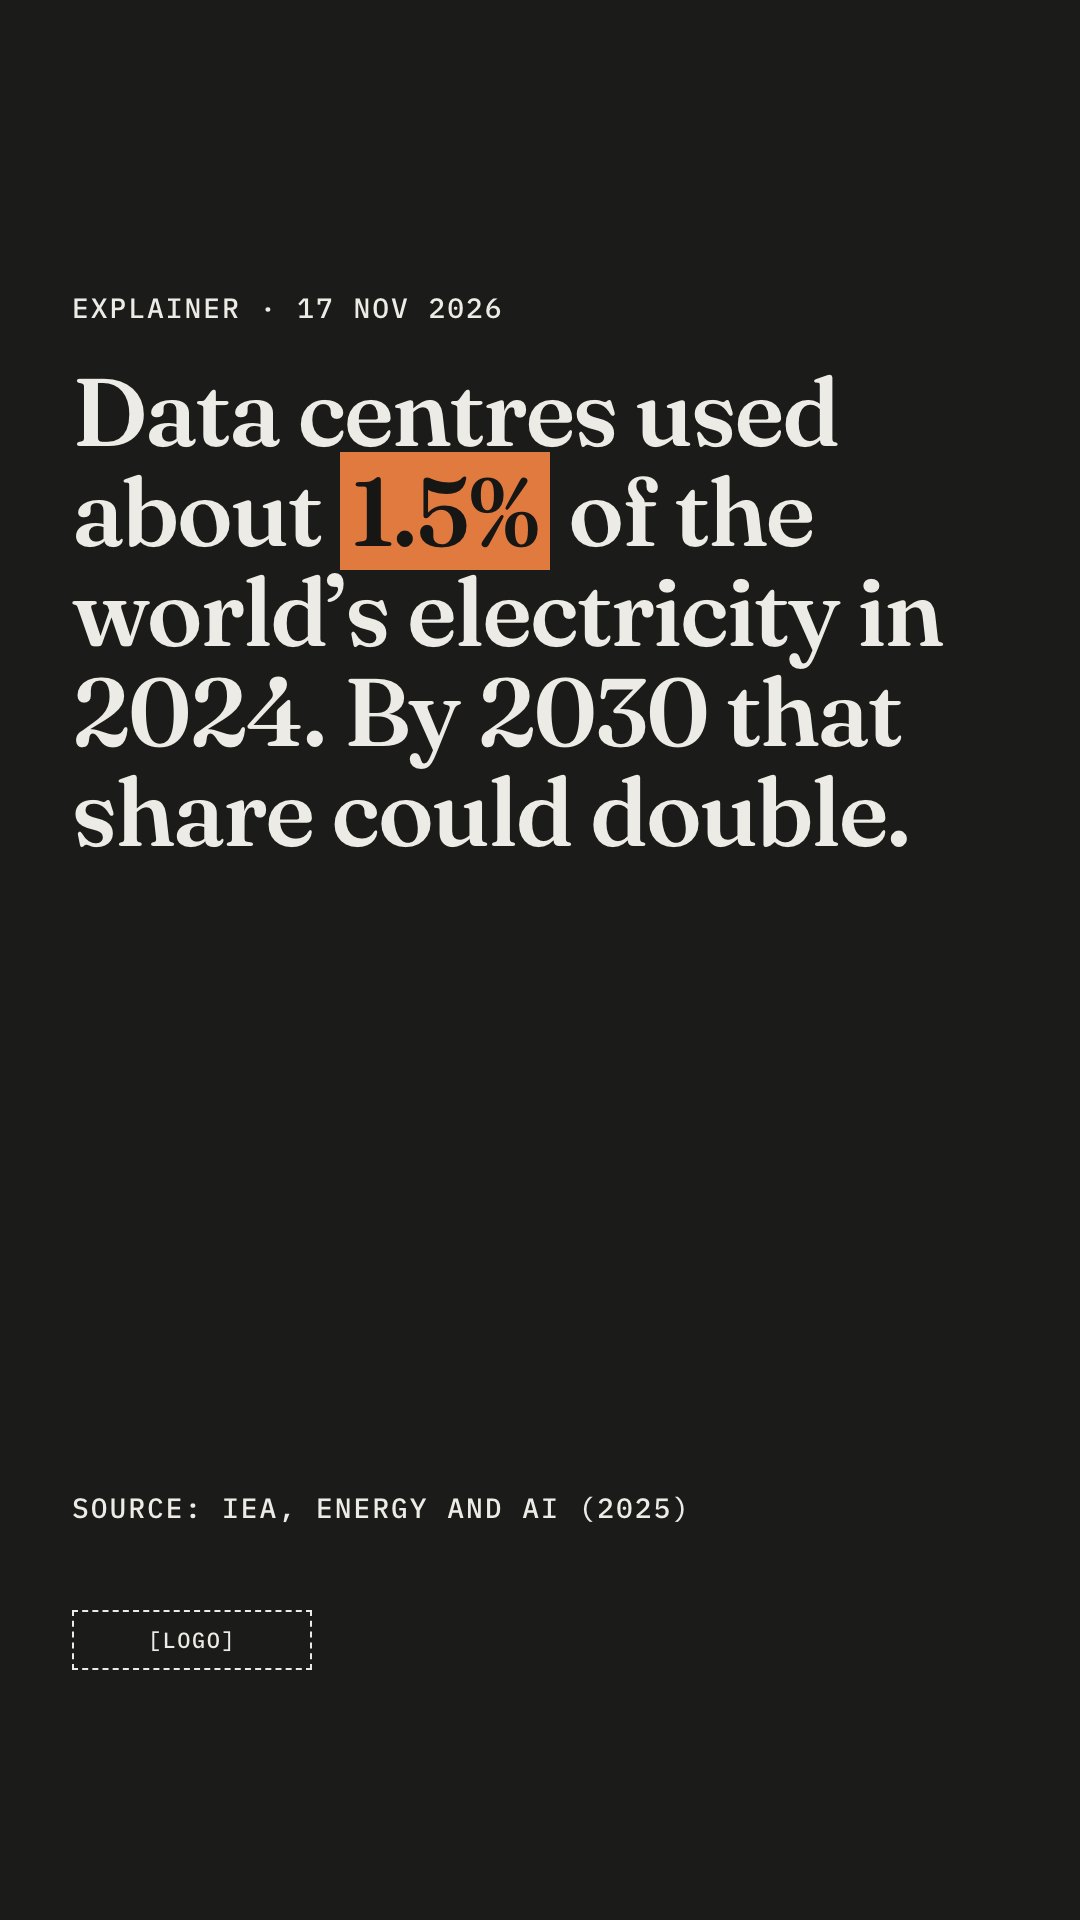 EXPLAINER · 17 NOV 2026
Data centres used
about 1.5% of the
world’s electricity in
2024. By 2030 that
share could double.
SOURCE: IEA, ENERGY AND AI (2025)
[LOGO]